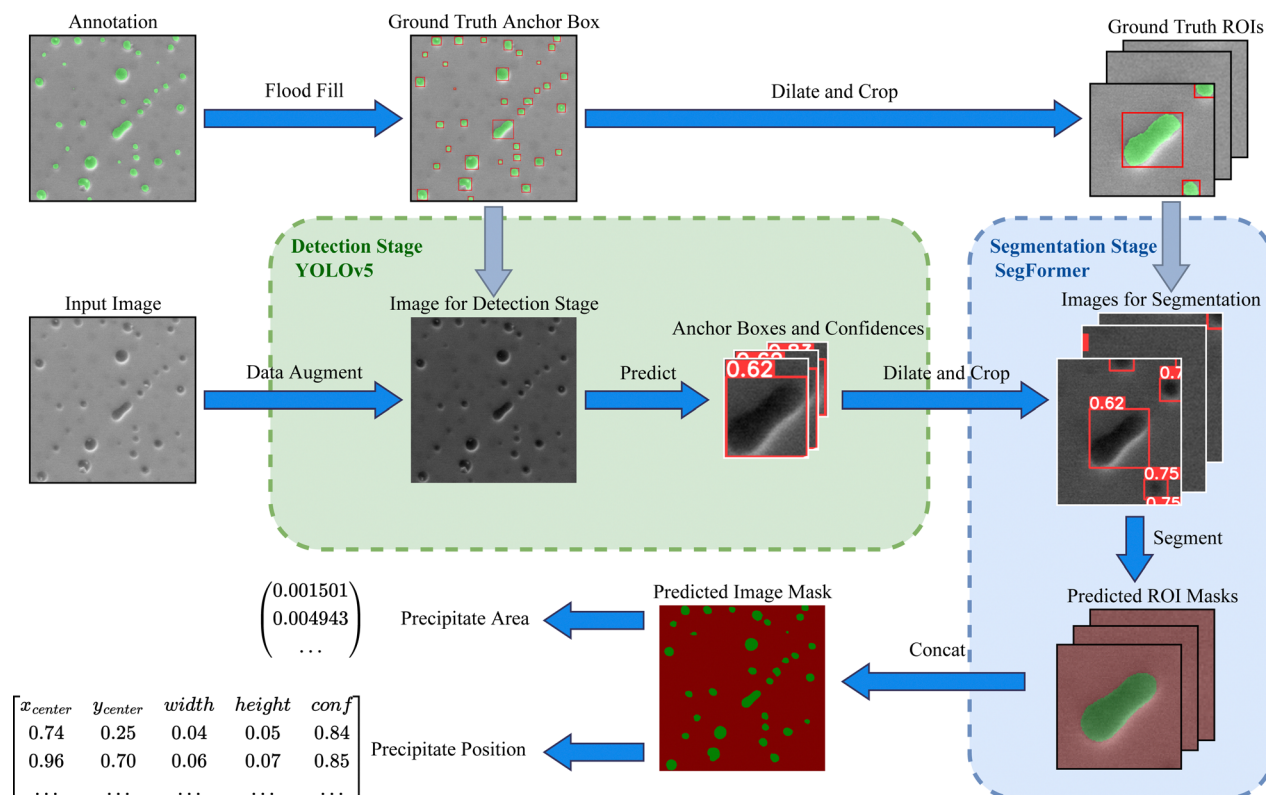 Annotation
Ground Truth Anchor Box
Ground Truth ROIs
Flood Fill
Dilate and Crop
Detection Stage
YOLOv5
Segmentation Stage
SegFormer
Input Image
Image for Detection Stage
Images for Segmentation
Anchor Boxes and Confidences
Data Augment
Predict
Dilate and Crop
0.62
0.62
0.75
0.75
Segment
Predicted Image Mask
Predicted ROI Masks
0.001501
0.004943
...
Precipitate Area
Concat
x_center y_center width height conf
0.74 0.25 0.04 0.05 0.84
0.96 0.70 0.06 0.07 0.85
... ... ... ... ...
Precipitate Position